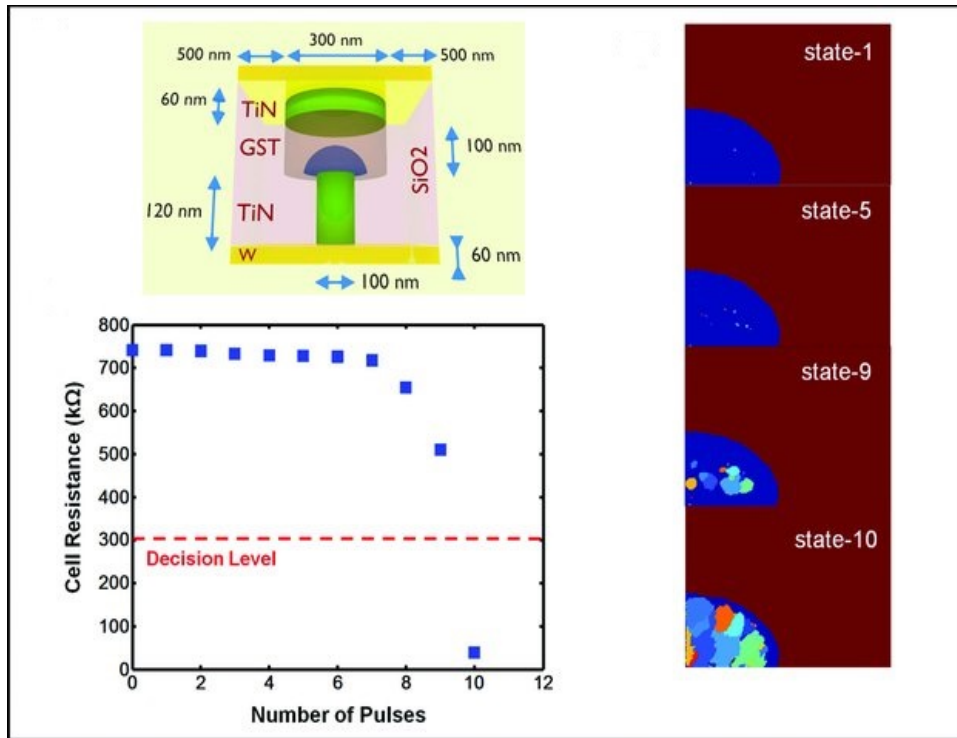 500 nm
300 nm
500 nm
60 nm
TiN
GST
100 nm
SiO2
120 nm
TiN
W
60 nm
100 nm
800
700
600
500
400
300
200
100
0
Cell Resistance (kΩ)
Decision Level
0 2 4 6 8 10 12
Number of Pulses
state-1
state-5
state-9
state-10